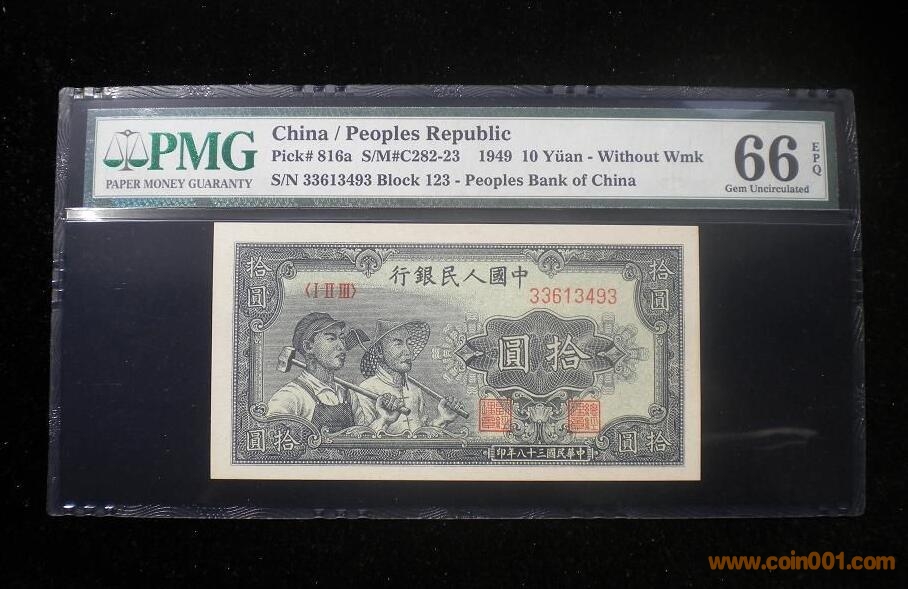 PMG
PAPER MONEY GUARANTY
China / Peoples Republic
Pick# 816a S/M#C282-23 1949 10 Yüan - Without Wmk
S/N 33613493 Block 123 - Peoples Bank of China
66
EPQ
Gem Uncirculated
行銀民人國中
拾圓
拾圓
〈I·II·III〉
33613493
圓拾
圓拾
圓拾
印年八十三國民華中
www.coin001.com